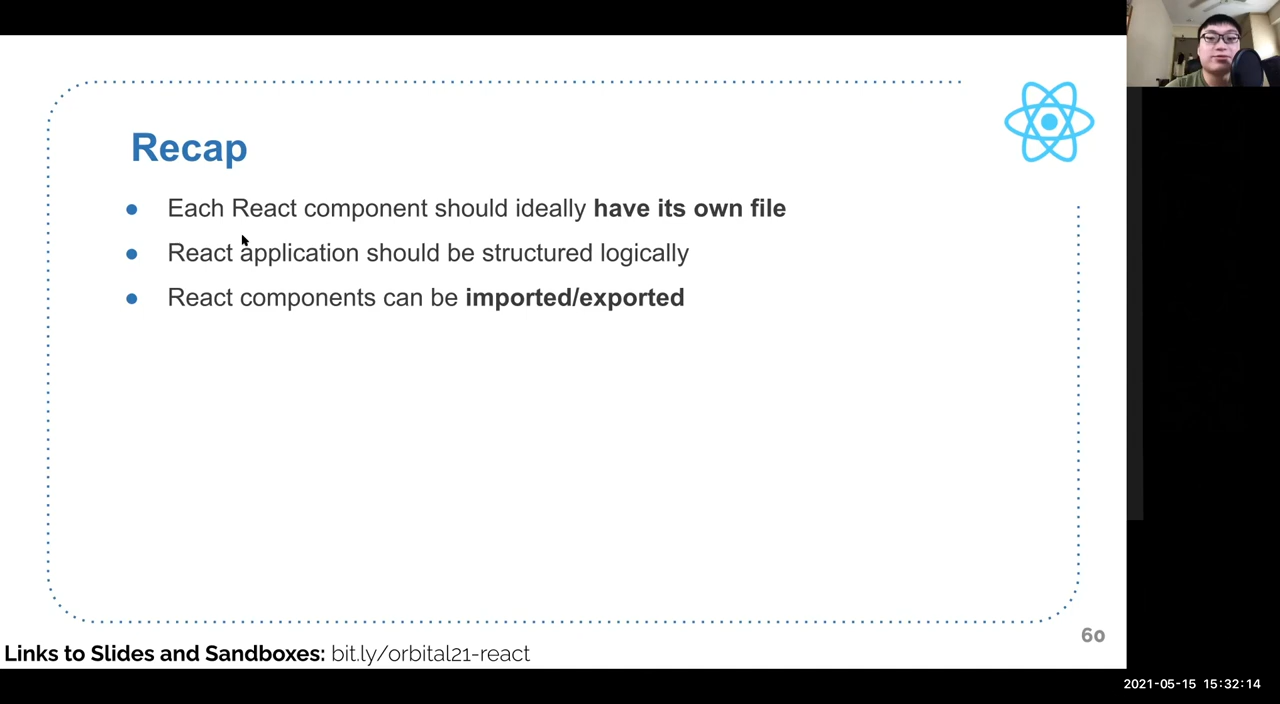 Recap
● Each React component should ideally have its own file
● React application should be structured logically
● React components can be imported/exported
60
Links to Slides and Sandboxes: bit.ly/orbital21-react
2021-05-15 15:32:14